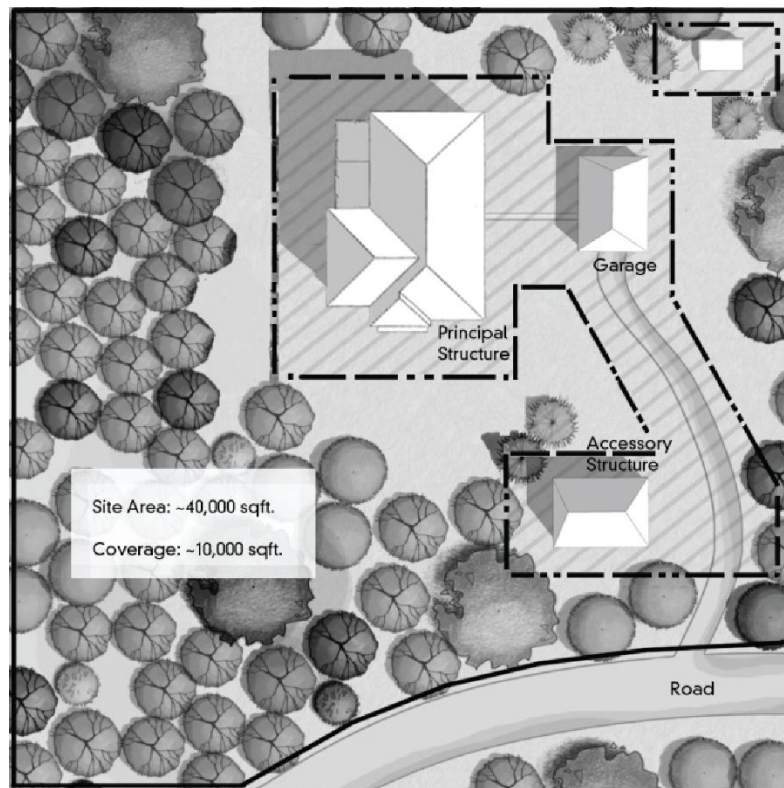 Garage
Principal
Structure
Accessory
Structure
Site Area: ~40,000 sqft.
Coverage: ~10,000 sqft.
Road